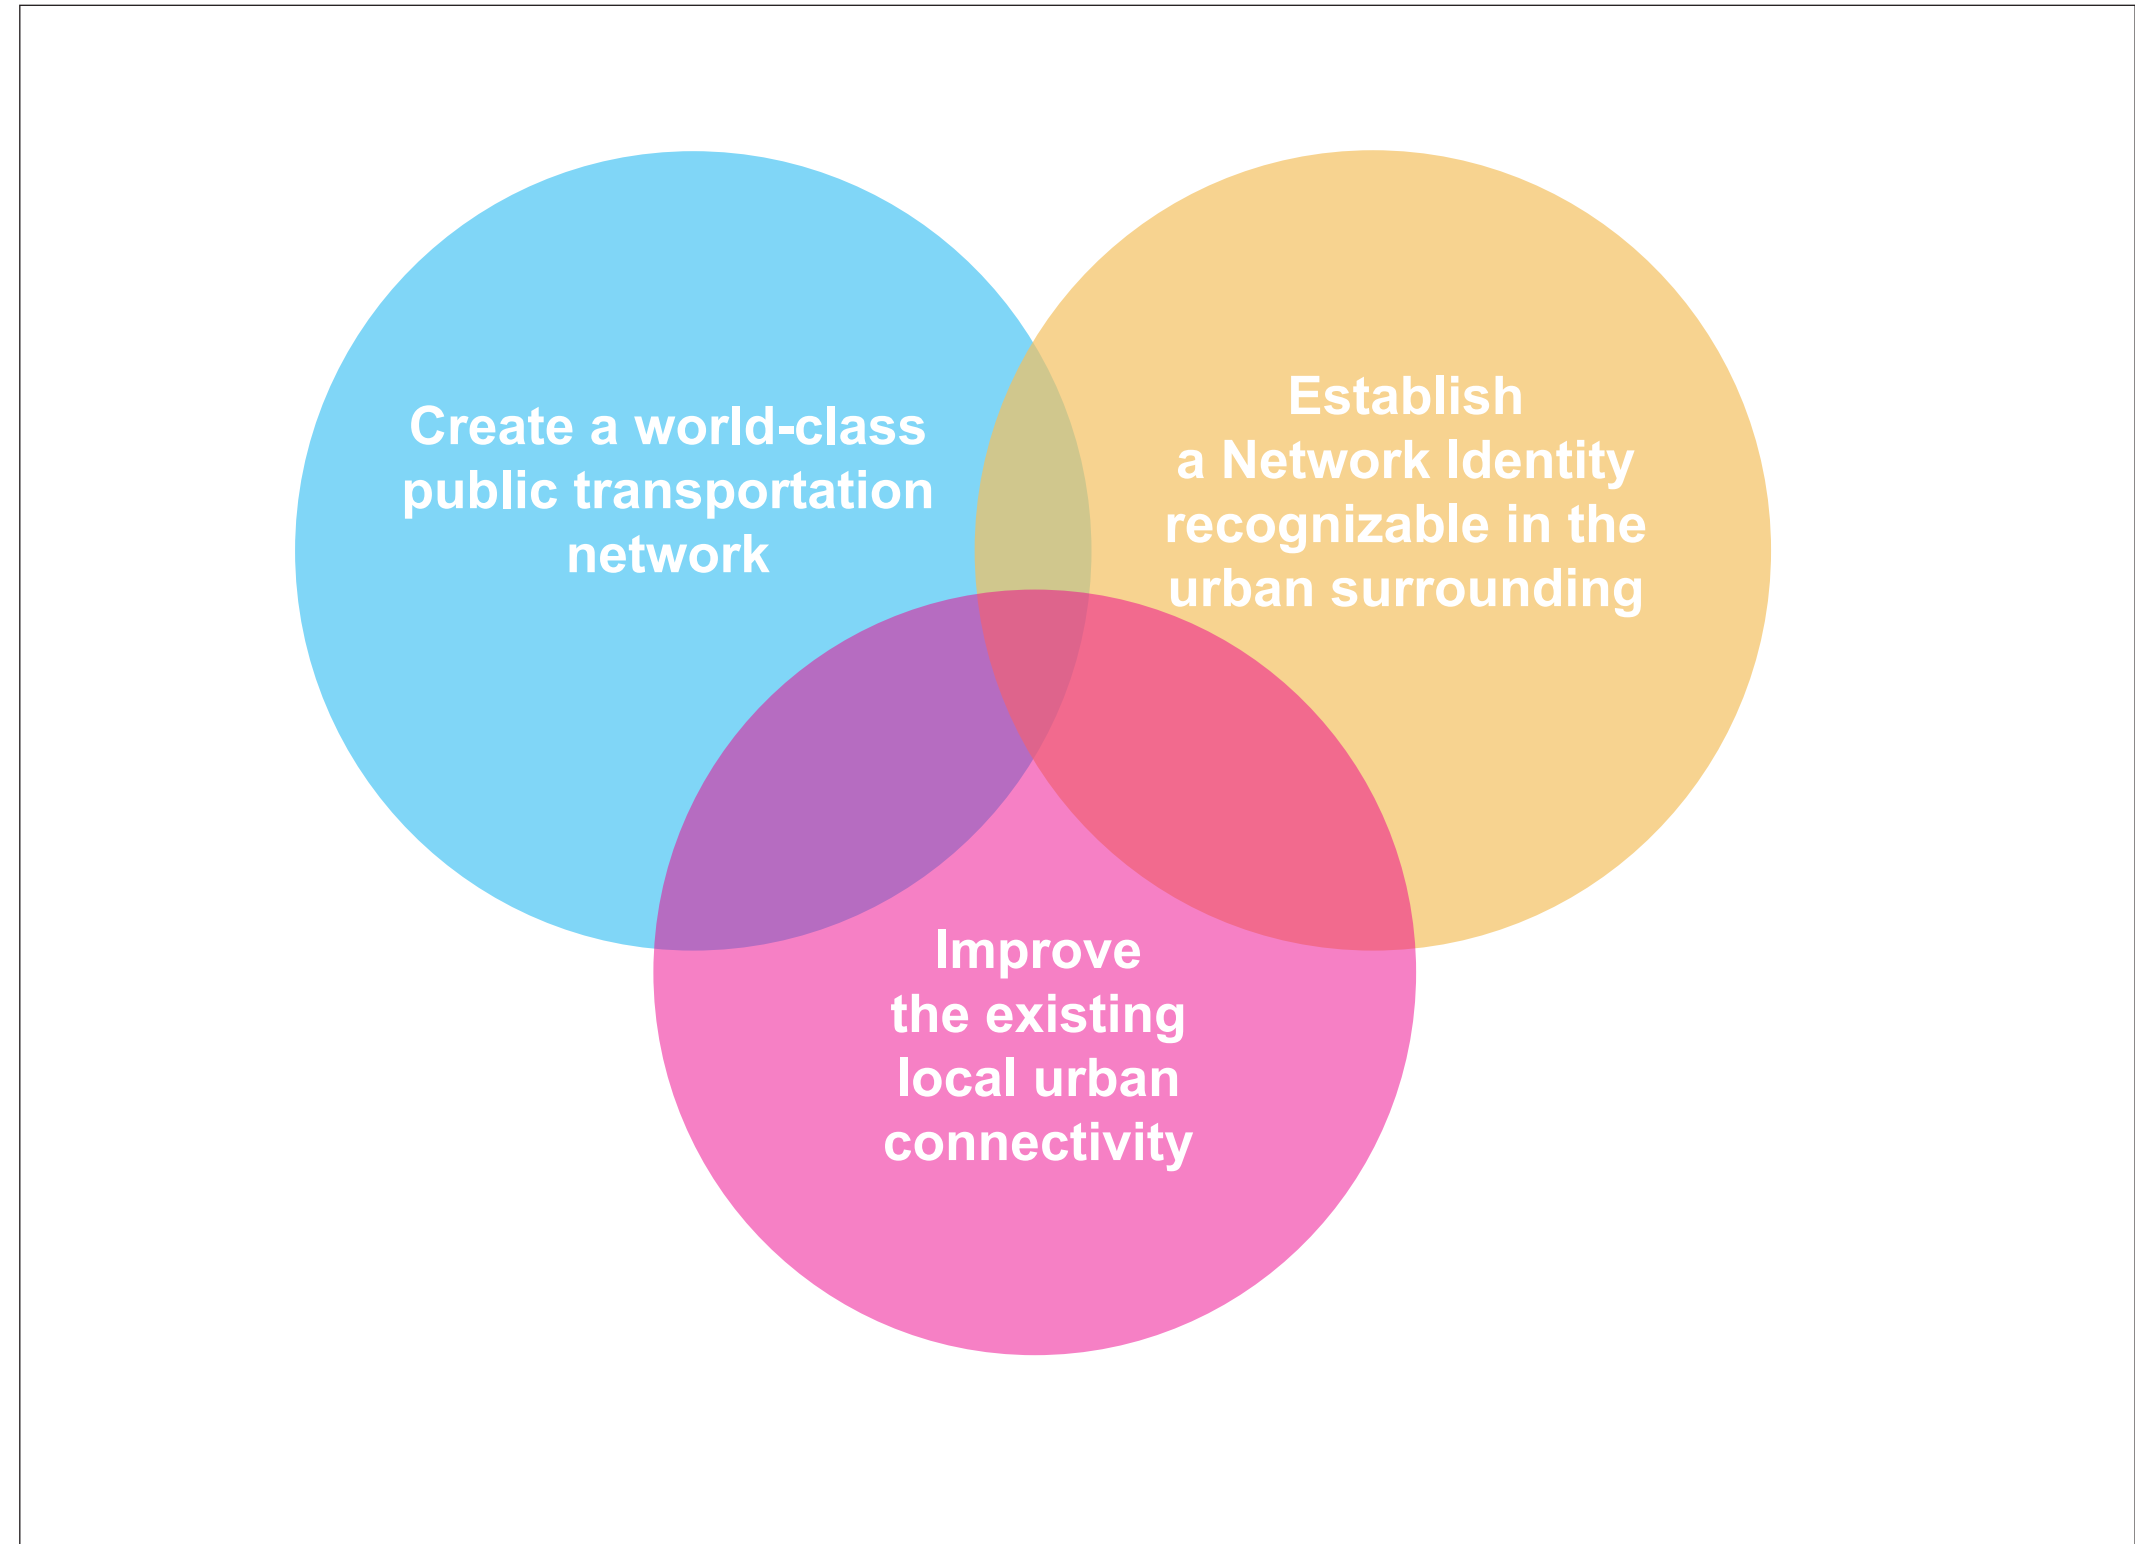 Create a world-class
public transportation
network
Establish
a Network Identity
recognizable in the
urban surrounding
Improve
the existing
local urban
connectivity